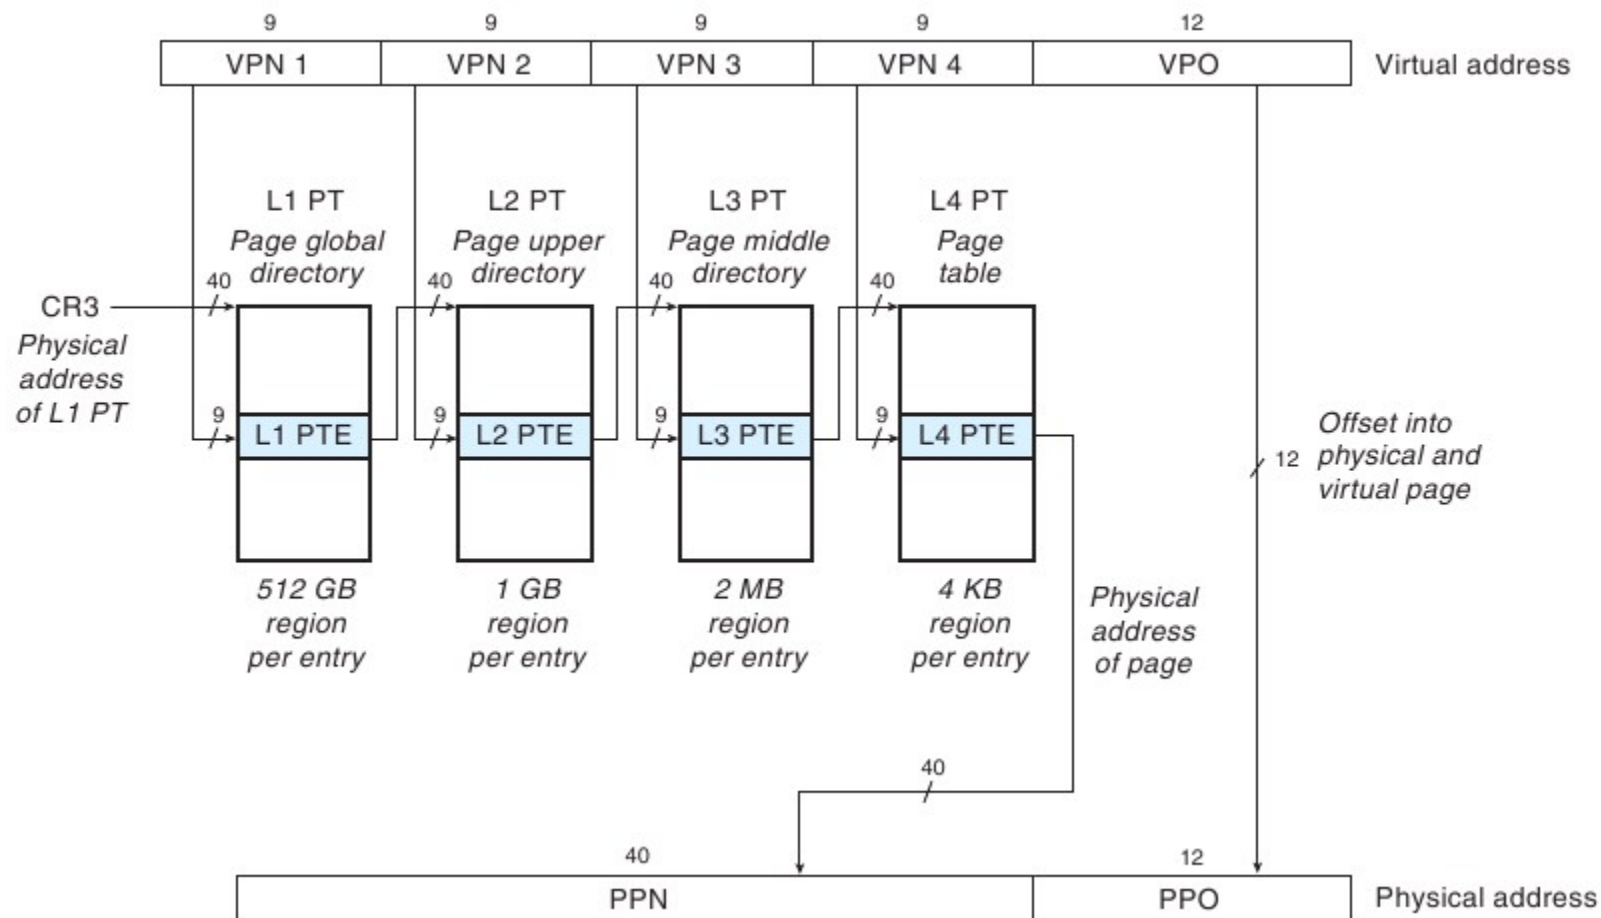 9 9 9 9 12
VPN 1 VPN 2 VPN 3 VPN 4 VPO Virtual address
L1 PT L2 PT L3 PT L4 PT
Page global Page upper Page middle Page
directory directory directory table
40 40 40 40
CR3
Physical
address
of L1 PT
9 9 9 9
L1 PTE L2 PTE L3 PTE L4 PTE
Offset into
12 physical and
virtual page
512 GB 1 GB 2 MB 4 KB
region region region region
per entry per entry per entry per entry
Physical
address
of page
40
40 12
PPN PPO Physical address